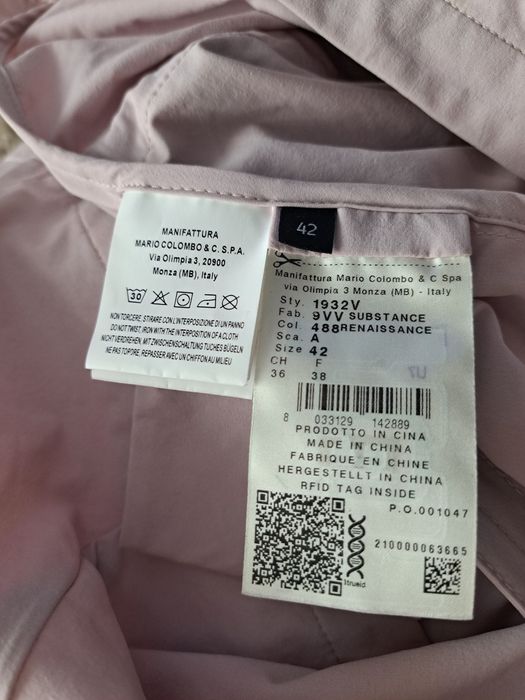 MANIFATTURA
MARIO COLOMBO & C. S.P.A.
Via Olimpia 3, 20900
Monza (MB), Italy
30
NON TORCERE. STIRARE CON L'INTERPOSIZIONE DI UN PANNO
DO NOT TWIST, IRON WITH THE INTERPOSITION OF A CLOTH
NICHT VERDREHEN, MIT ZWISCHENSCHALTUNG TUCHES BÜGELN
NE PAS TORPER, REPASSER AVEC UN CHIFFON AU MILIEU
42
Manifattura Mario Colombo & C Spa
via Olimpia 3 Monza (MB) - Italy
Sty. 1932V
Fab. 9VV SUBSTANCE
Col. 488RENAISSANCE
Sca. A
Size 42
CH F
36 38
8 033129 142889
PRODOTTO IN CINA
MADE IN CHINA
FABRIQUE EN CHINE
HERGESTELLT IN CHINA
RFID TAG INSIDE
P.O.001047
210000063665
itrueid